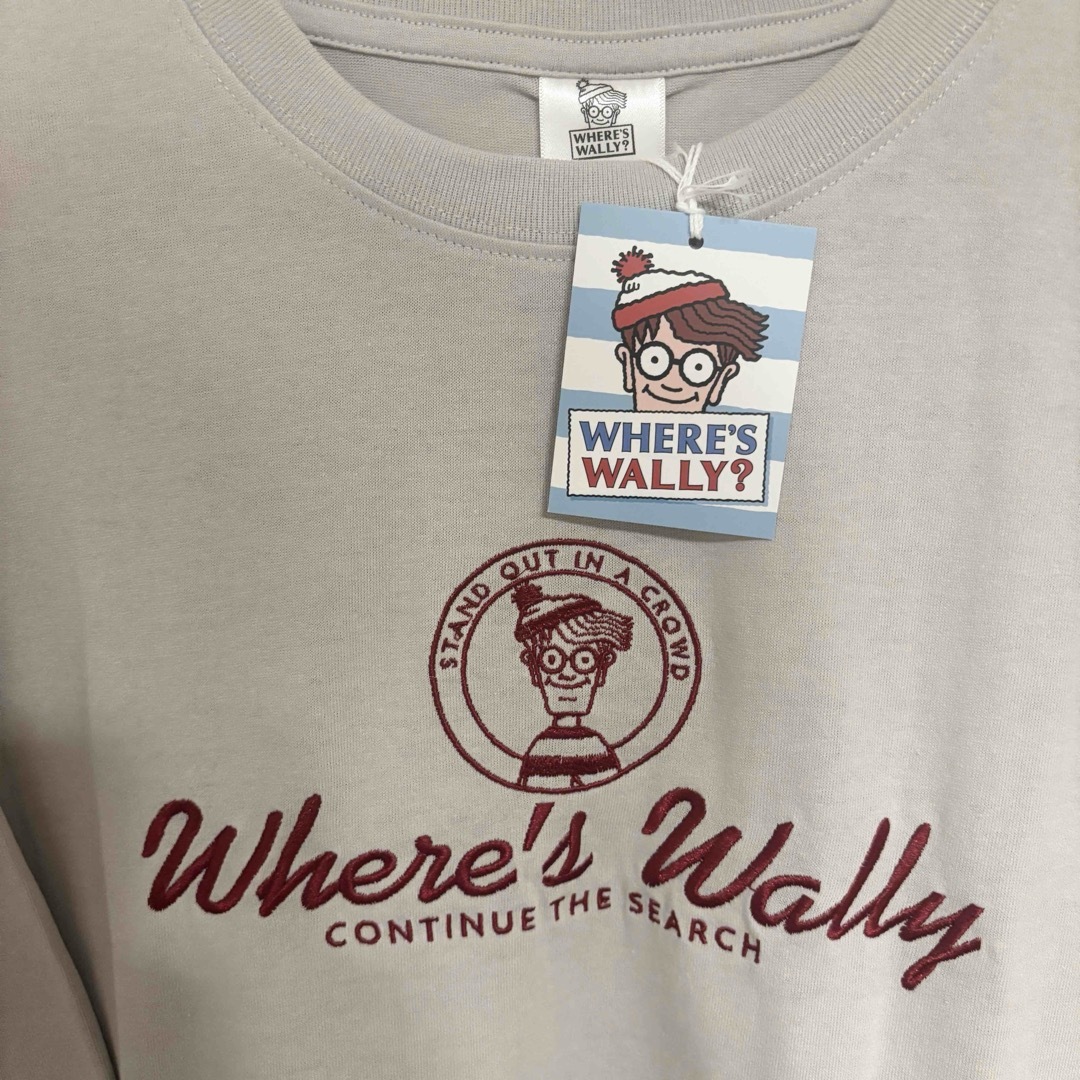 WHERE'S
WALLY?
WHERE'S
WALLY?
STAND OUT IN A CROWD
Where's Wally
CONTINUE THE SEARCH